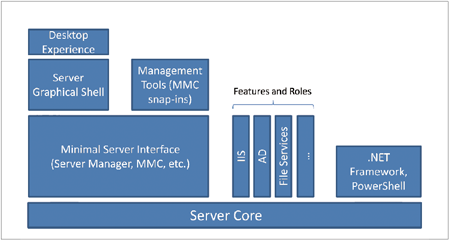 Desktop
Experience
Server
Graphical Shell
Management
Tools (MMC
snap-ins)
Features and Roles
Minimal Server Interface
(Server Manager, MMC, etc.)
IIS
AD
File Services
...
.NET
Framework,
PowerShell
Server Core